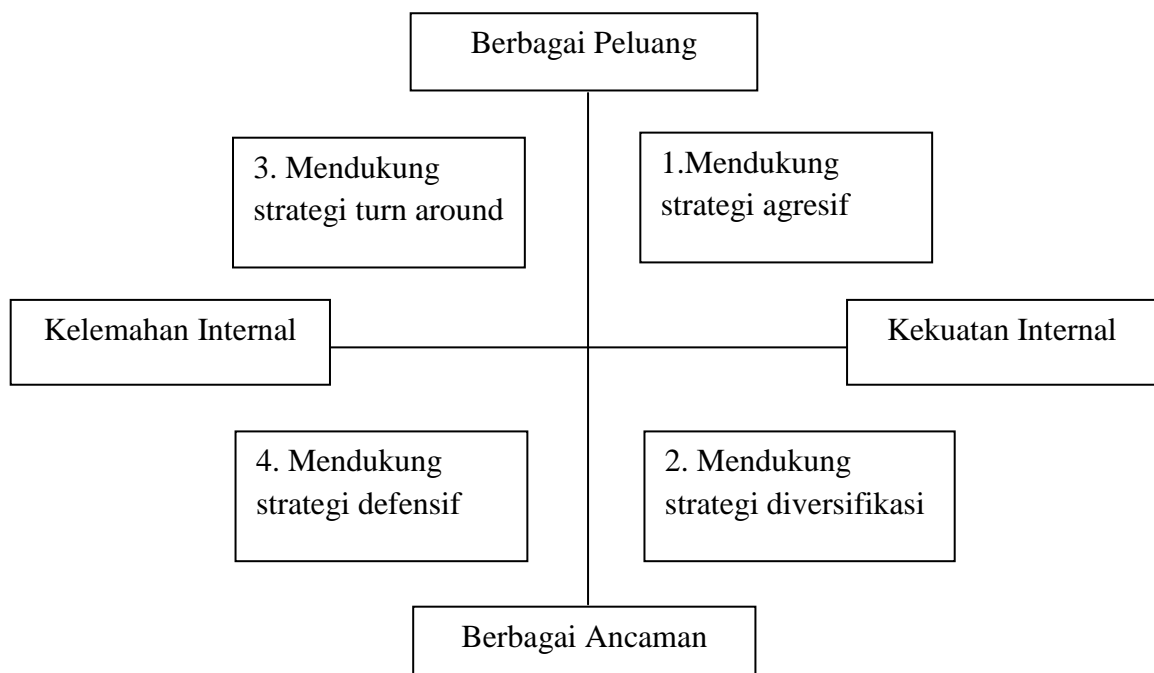 Berbagai Peluang
3. Mendukung
strategi turn around
1.Mendukung
strategi agresif
Kelemahan Internal
Kekuatan Internal
4. Mendukung
strategi defensif
2. Mendukung
strategi diversifikasi
Berbagai Ancaman